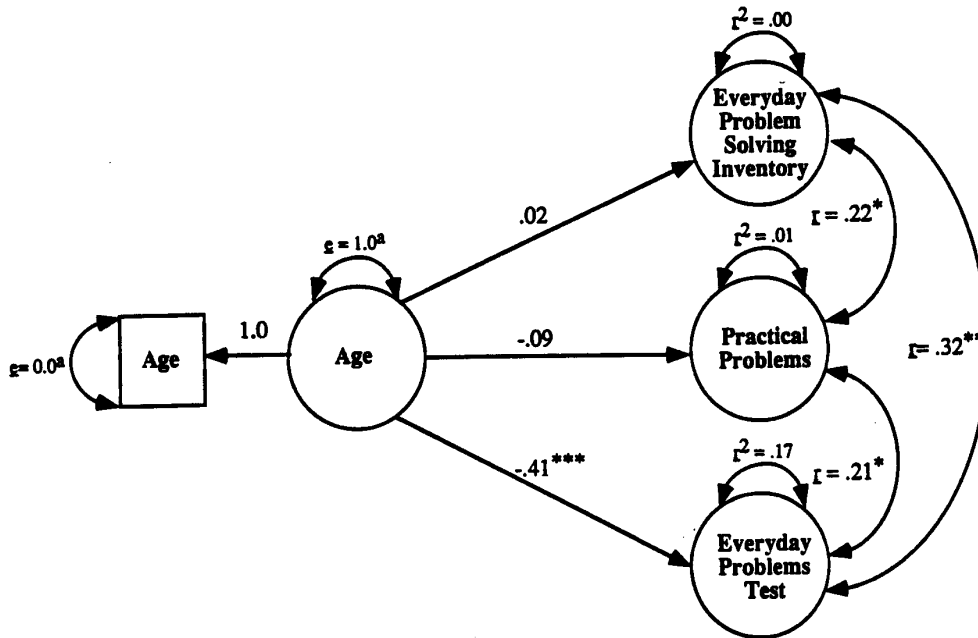 r² = .00
Everyday
Problem
Solving
Inventory
.02
r = .22*
e = 1.0ᵃ
r² = .01
1.0
Age
Age
-.09
Practical
Problems
r = .32**
e = 0.0ᵃ
-.41***
r² = .17
r = .21*
Everyday
Problems
Test